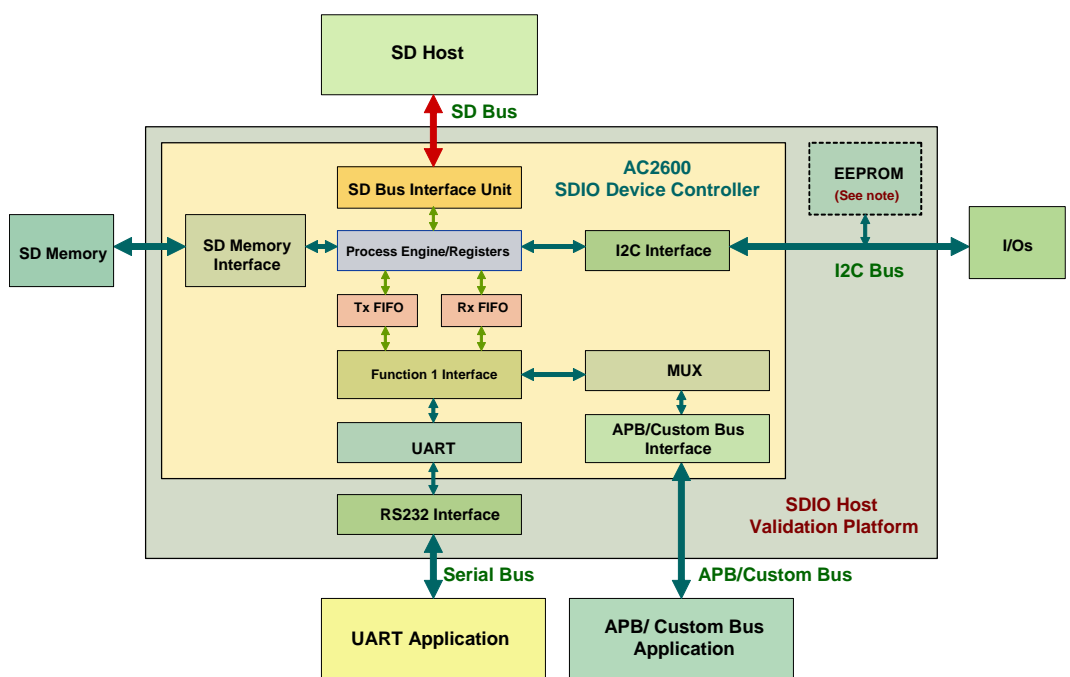 SD Host
SD Bus
AC2600
SDIO Device Controller
EEPROM
(See note)
SD Bus Interface Unit
SD Memory
SD Memory
Interface
Process Engine/Registers
I2C Interface
I2C Bus
I/Os
Tx FIFO
Rx FIFO
Function 1 Interface
MUX
UART
APB/Custom Bus
Interface
RS232 Interface
SDIO Host
Validation Platform
Serial Bus
APB/Custom Bus
UART Application
APB/ Custom Bus
Application